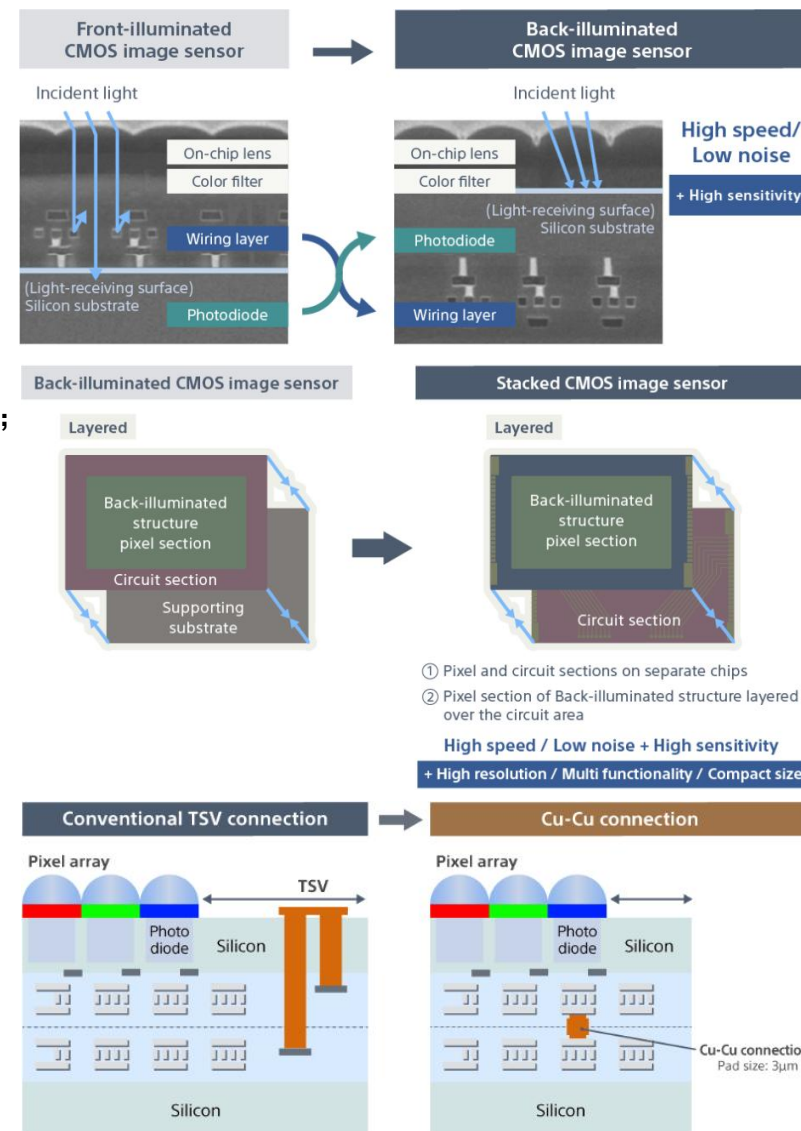 Front-illuminated
CMOS image sensor
Back-illuminated
CMOS image sensor
Incident light
Incident light
On-chip lens
Color filter
Wiring layer
(Light-receiving surface)
Silicon substrate
Photodiode
On-chip lens
Color filter
(Light-receiving surface)
Silicon substrate
Photodiode
Wiring layer
High speed/
Low noise
+ High sensitivity
Back-illuminated CMOS image sensor
Stacked CMOS image sensor
;
Layered
Back-illuminated
structure
pixel section
Circuit section
Supporting
substrate
Layered
Back-illuminated
structure
pixel section
Circuit section
① Pixel and circuit sections on separate chips
② Pixel section of Back-illuminated structure layered
over the circuit area
High speed / Low noise + High sensitivity
+ High resolution / Multi functionality / Compact size
Conventional TSV connection
Cu-Cu connection
Pixel array
TSV
Photo
diode
Silicon
Silicon
Pixel array
Photo
diode
Silicon
Cu-Cu connectio
Pad size: 3μm
Silicon